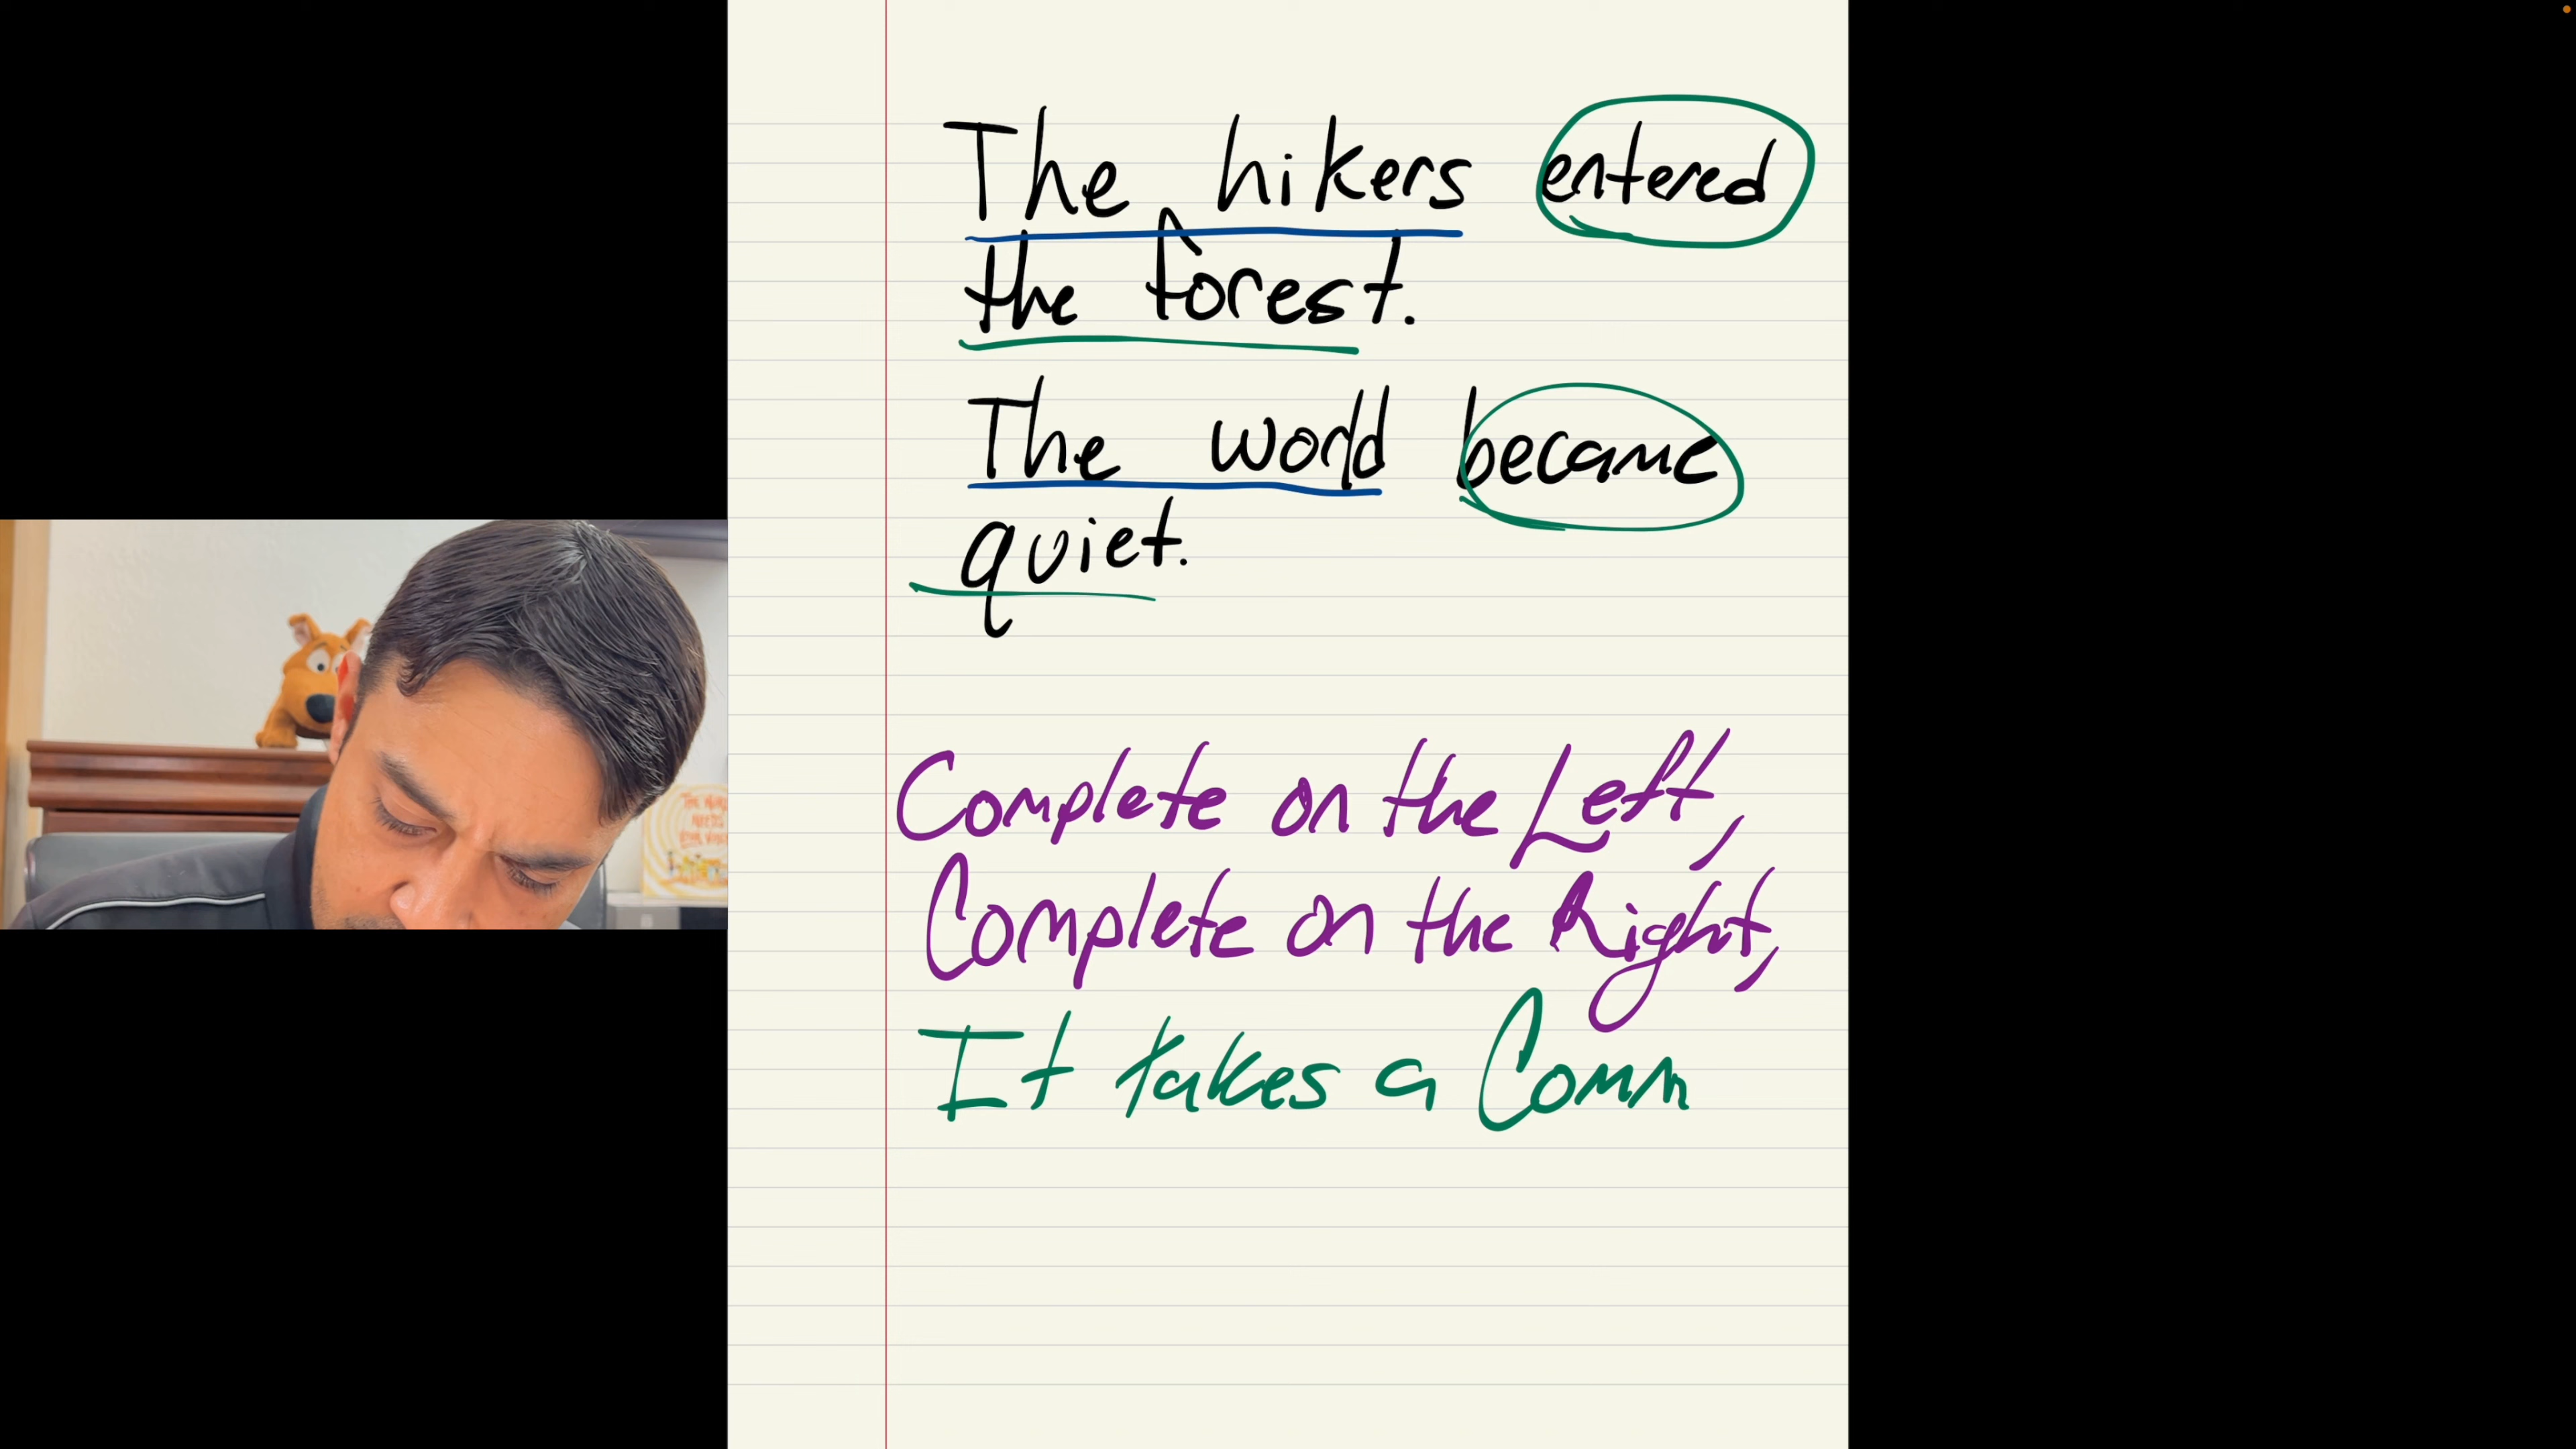 The hikers entered
the forest.
The world became
quiet.
Complete on the Left,
Complete on the Right,
It takes a Comm